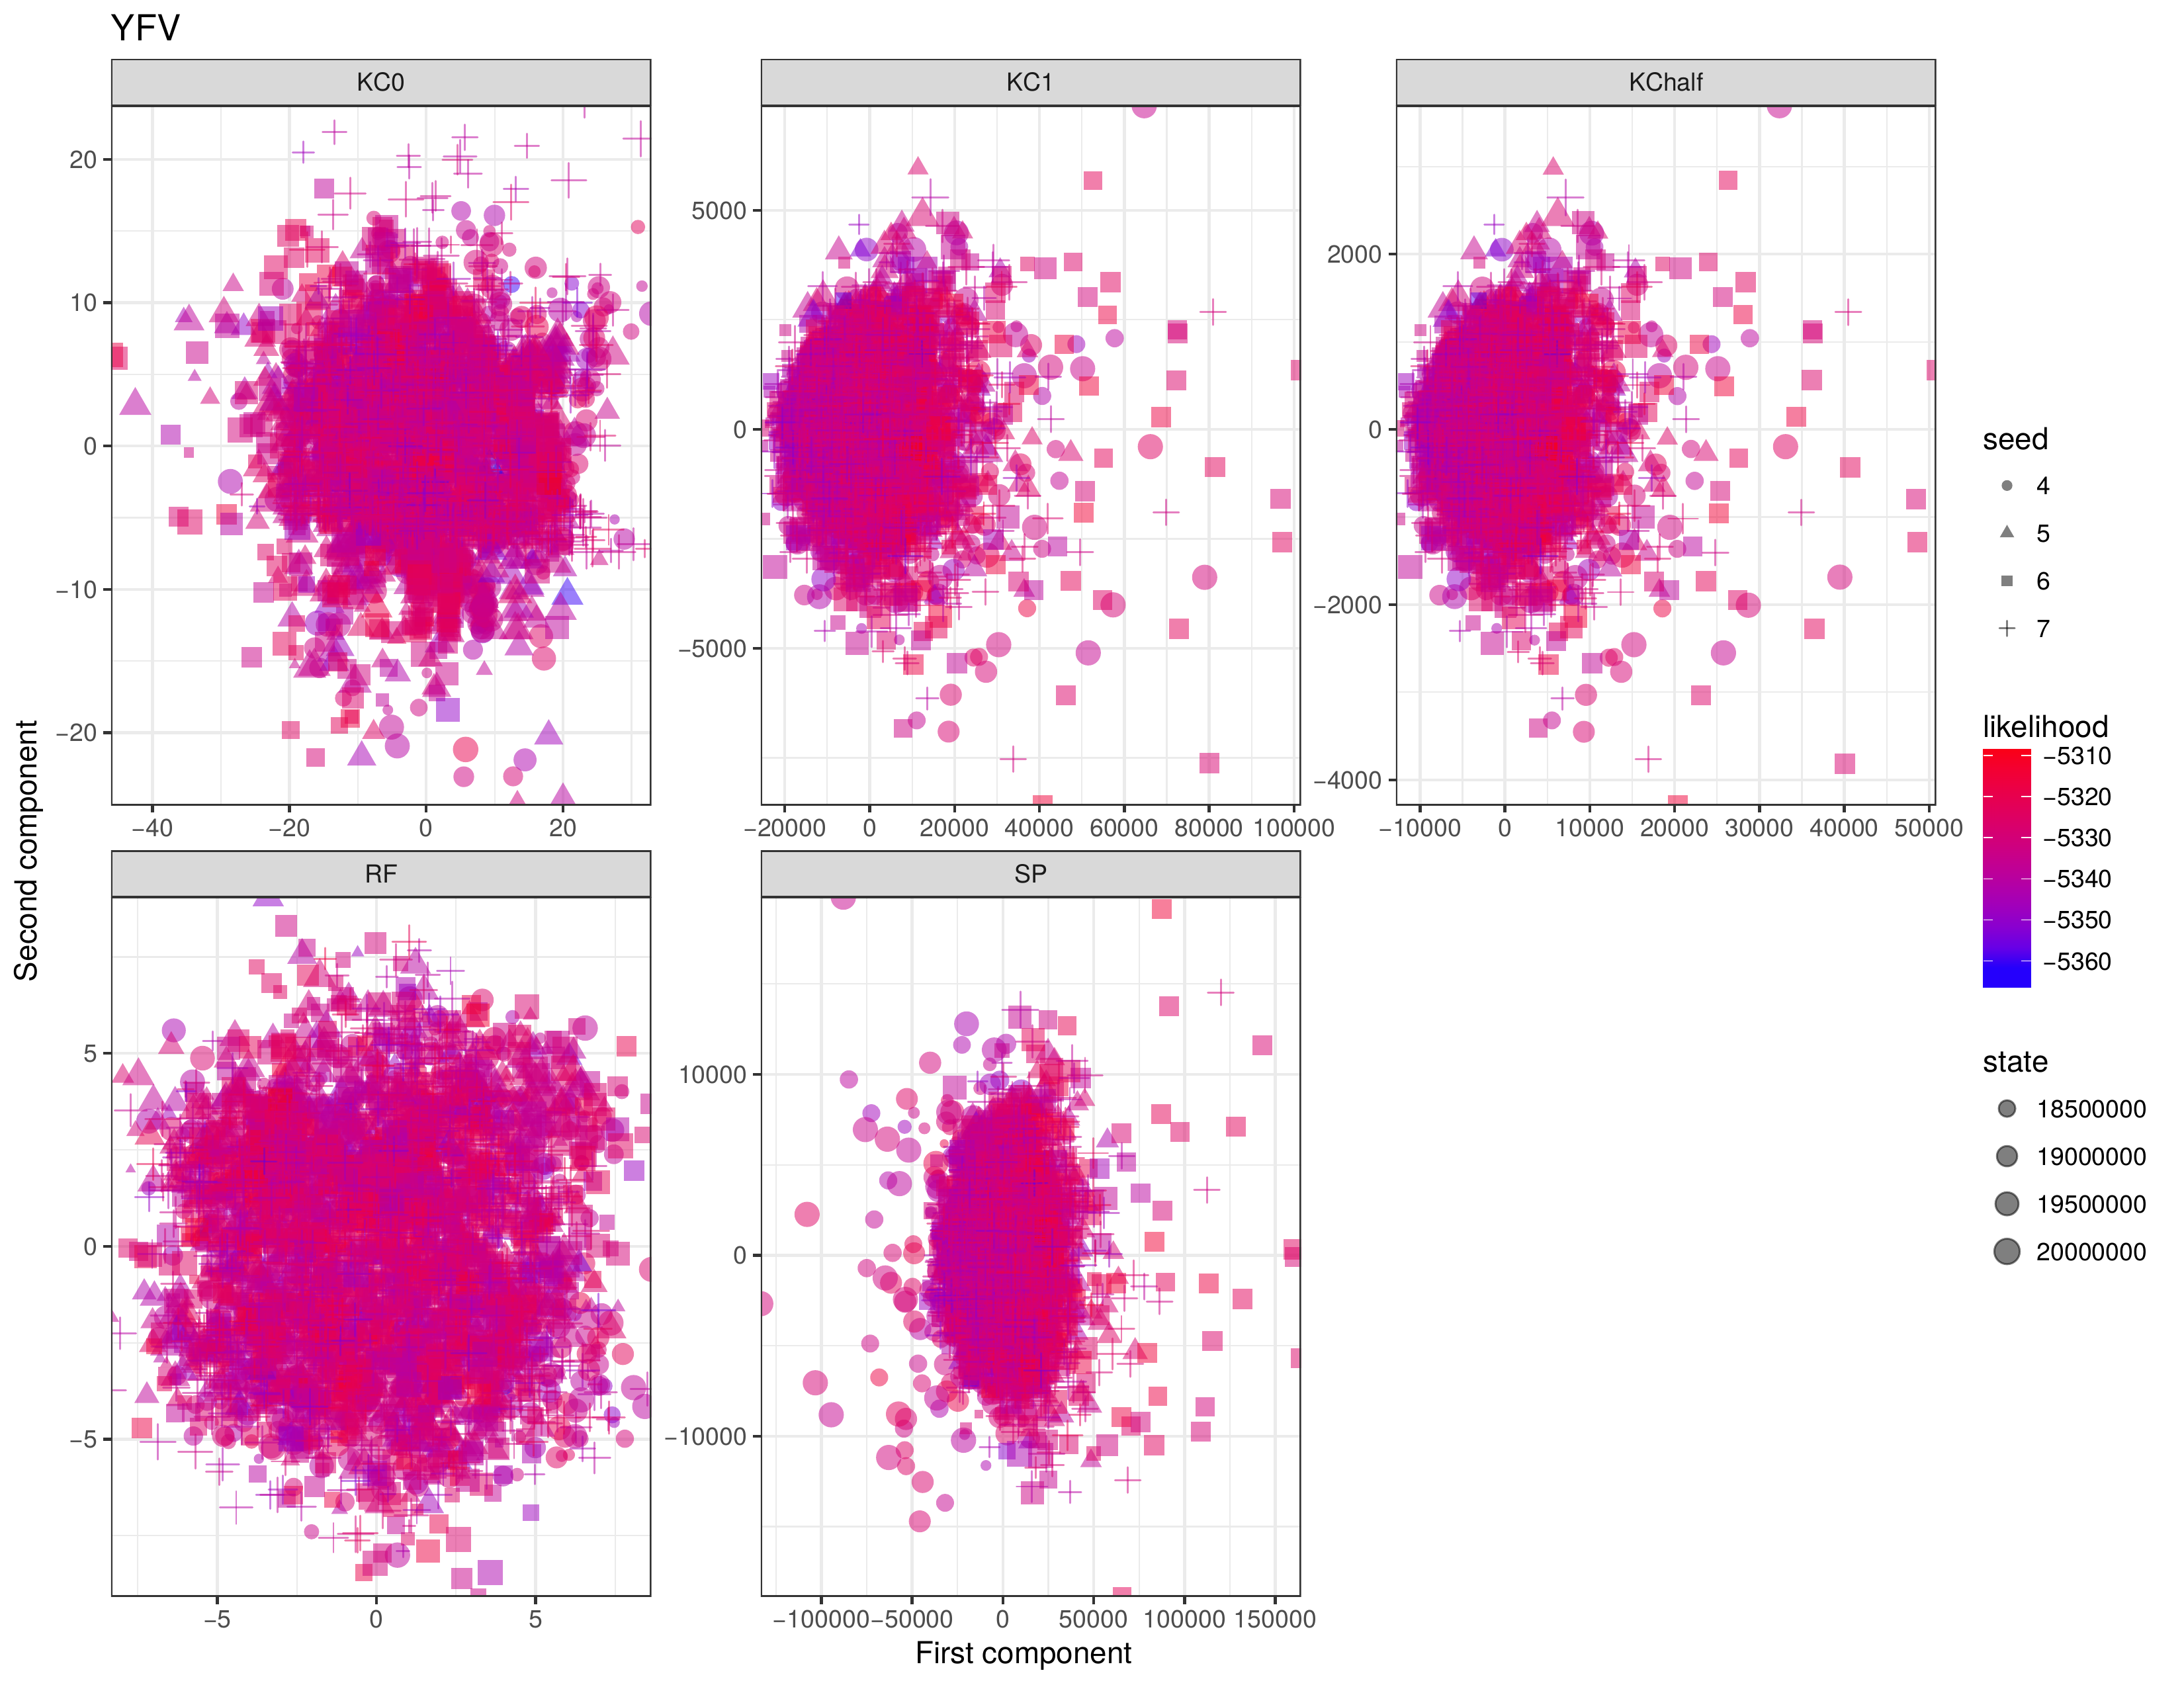 YFV
KC0
KC1
KChalf
20
10
0
−10
−20
5000
0
−5000
2000
0
−2000
−4000
−40 −20 0 20
−20000 0 20000 40000 60000 80000 100000
−10000 0 10000 20000 30000 40000 50000
RF
SP
5
0
−5
10000
0
−10000
−5 0 5
−100000 −50000 0 50000 100000 150000
First component
Second component
seed
4
5
6
7
likelihood
−5310
−5320
−5330
−5340
−5350
−5360
state
18500000
19000000
19500000
20000000